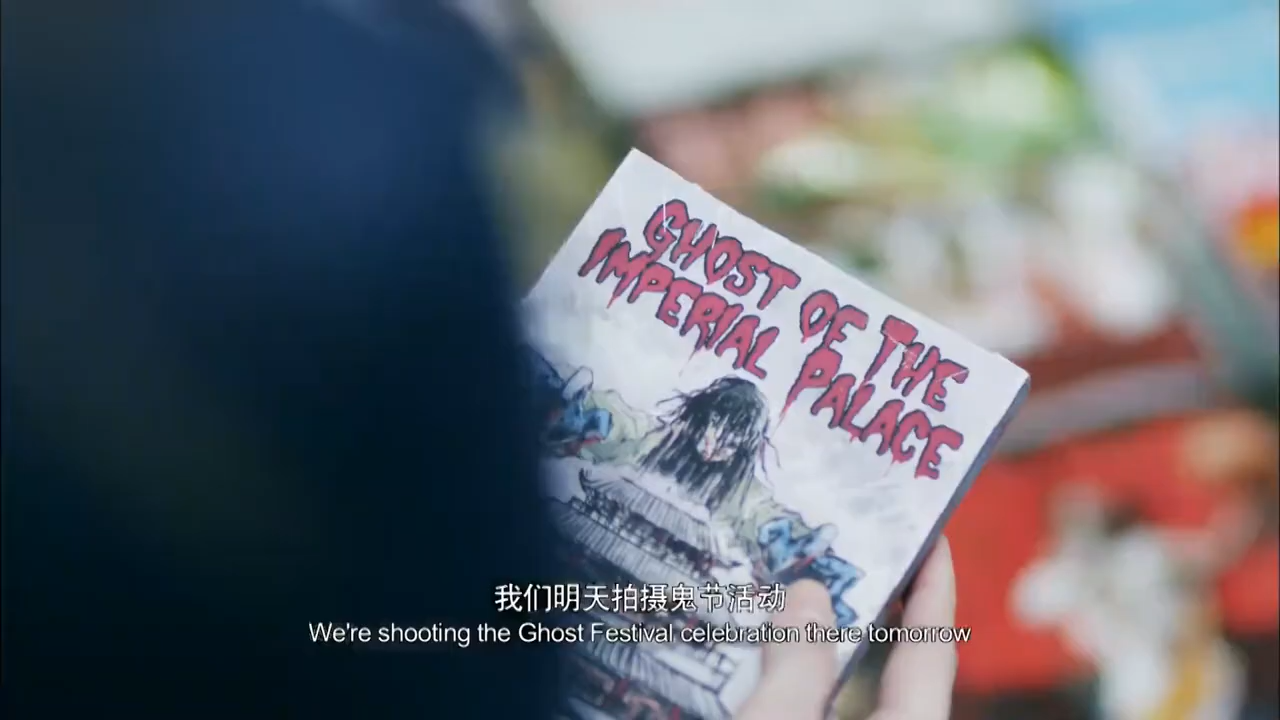 GHOST OF THE
IMPERIAL PALACE
我们明天拍摄鬼节活动
We're shooting the Ghost Festival celebration there tomorrow